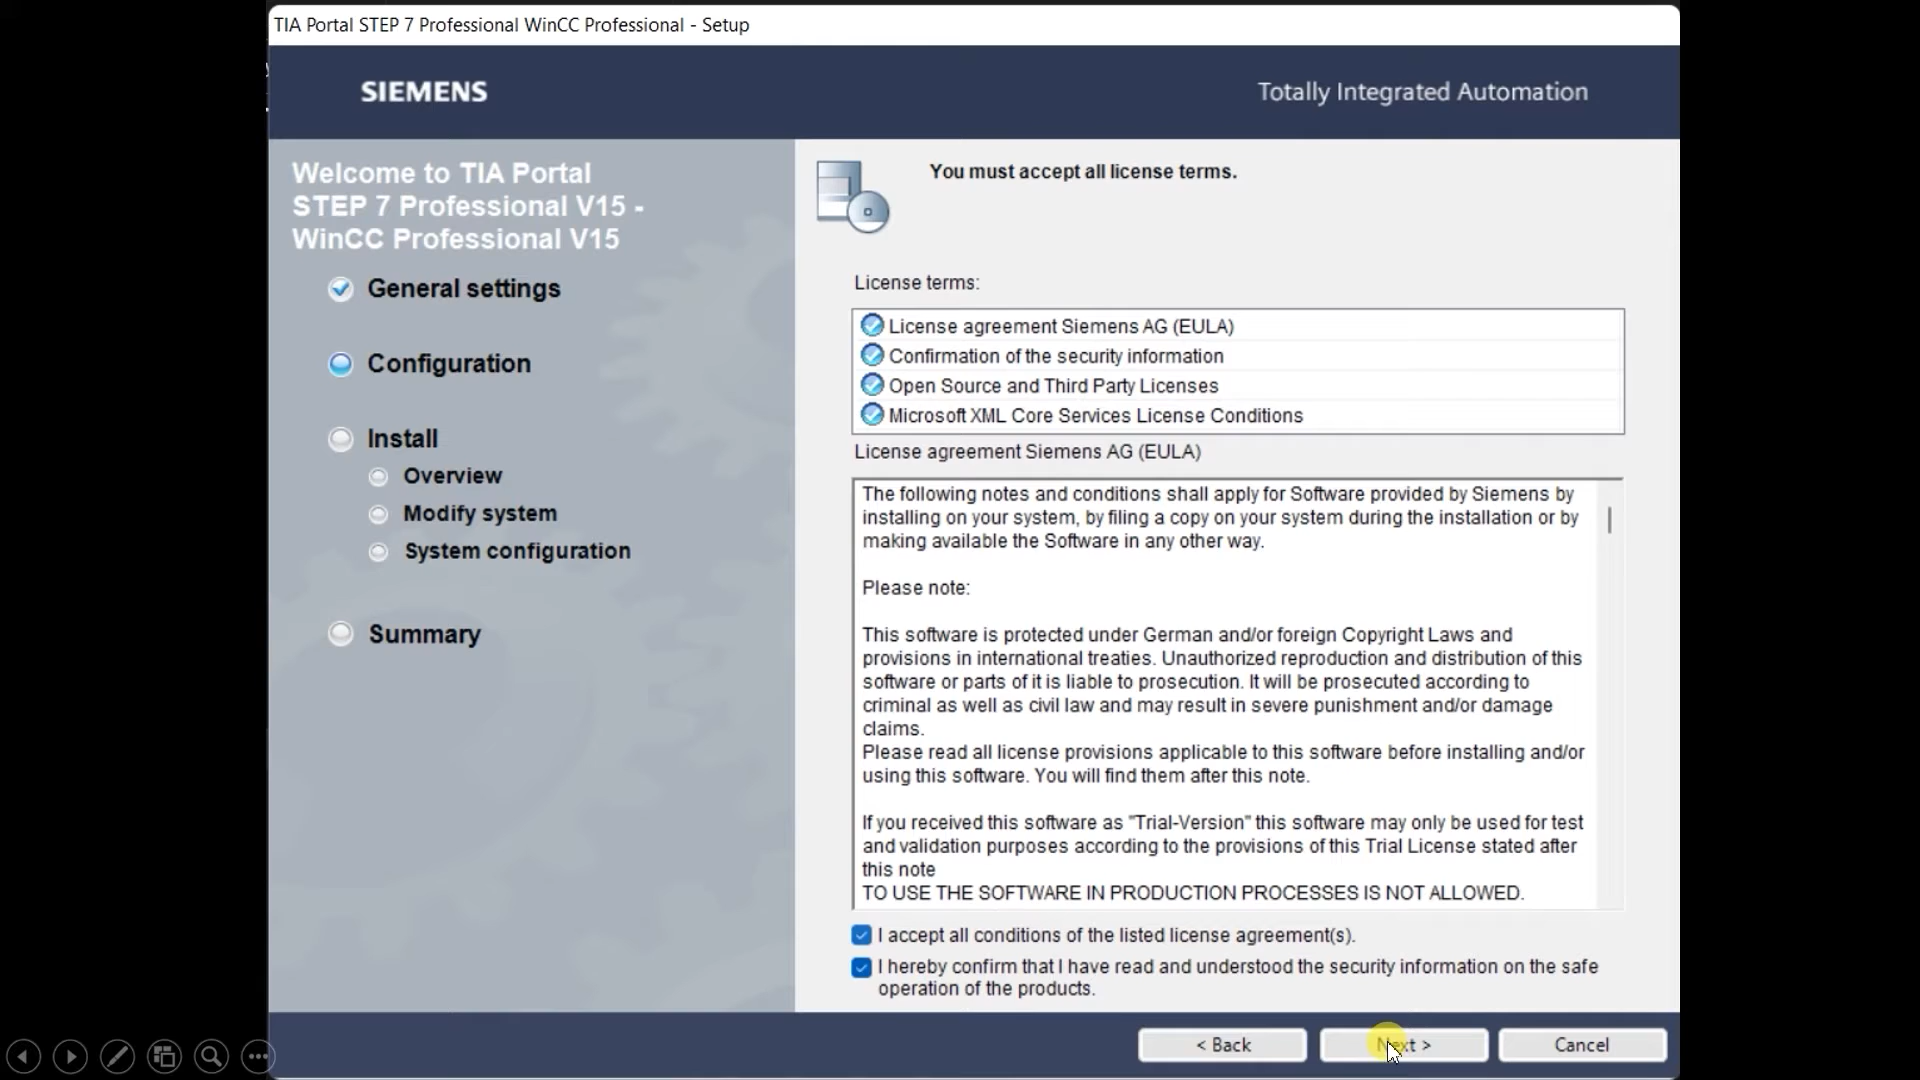 TIA Portal STEP 7 Professional WinCC Professional - Setup
SIEMENS
Totally Integrated Automation
Welcome to TIA Portal
STEP 7 Professional V15 -
WinCC Professional V15
General settings
Configuration
Install
Overview
Modify system
System configuration
Summary
You must accept all license terms.
License terms:
License agreement Siemens AG (EULA)
Confirmation of the security information
Open Source and Third Party Licenses
Microsoft XML Core Services License Conditions
License agreement Siemens AG (EULA)
The following notes and conditions shall apply for Software provided by Siemens by
installing on your system, by filing a copy on your system during the installation or by
making available the Software in any other way.
Please note:
This software is protected under German and/or foreign Copyright Laws and
provisions in international treaties. Unauthorized reproduction and distribution of this
software or parts of it is liable to prosecution. It will be prosecuted according to
criminal as well as civil law and may result in severe punishment and/or damage
claims.
Please read all license provisions applicable to this software before installing and/or
using this software. You will find them after this note.
If you received this software as "Trial-Version" this software may only be used for test
and validation purposes according to the provisions of this Trial License stated after
this note
TO USE THE SOFTWARE IN PRODUCTION PROCESSES IS NOT ALLOWED.
I accept all conditions of the listed license agreement(s).
I hereby confirm that I have read and understood the security information on the safe
operation of the products.
< Back
Next >
Cancel